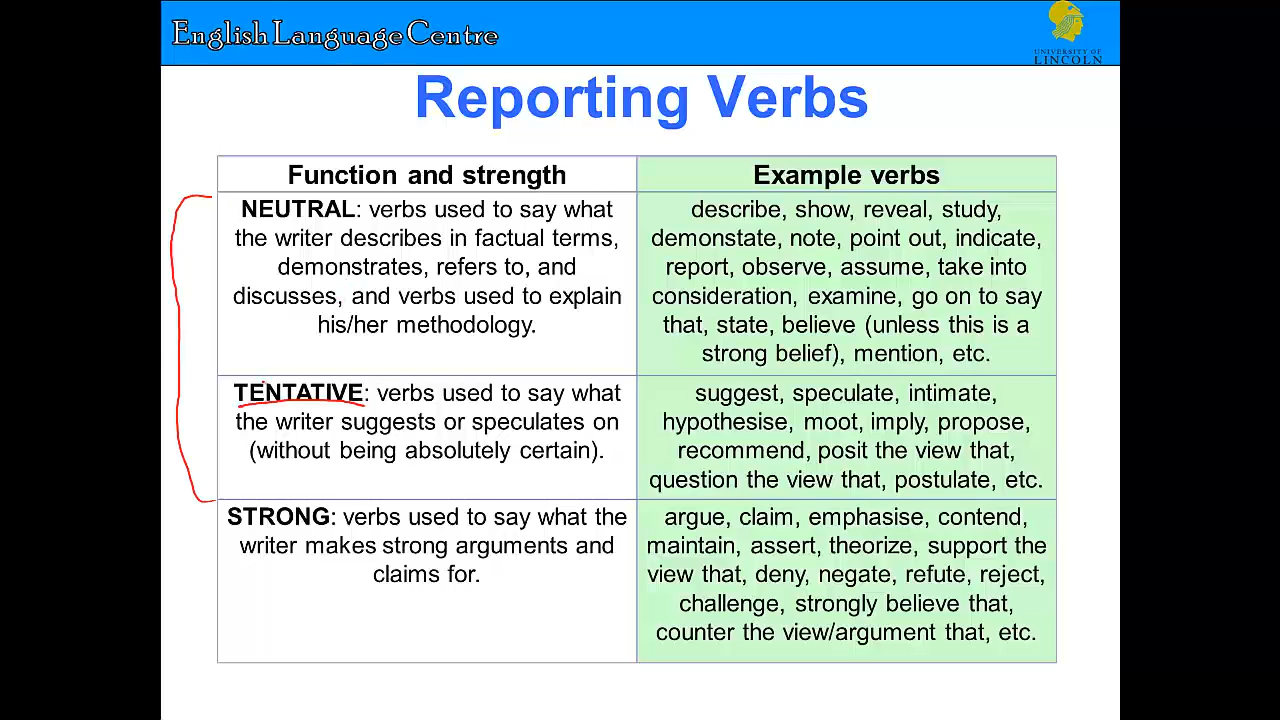 English Language Centre
UNIVERSITY OF
LINCOLN
Reporting Verbs
Function and strength
Example verbs
NEUTRAL: verbs used to say what
the writer describes in factual terms,
demonstrates, refers to, and
discusses, and verbs used to explain
his/her methodology.
describe, show, reveal, study,
demonstate, note, point out, indicate,
report, observe, assume, take into
consideration, examine, go on to say
that, state, believe (unless this is a
strong belief), mention, etc.
TENTATIVE: verbs used to say what
the writer suggests or speculates on
(without being absolutely certain).
suggest, speculate, intimate,
hypothesise, moot, imply, propose,
recommend, posit the view that,
question the view that, postulate, etc.
STRONG: verbs used to say what the
writer makes strong arguments and
claims for.
argue, claim, emphasise, contend,
maintain, assert, theorize, support the
view that, deny, negate, refute, reject,
challenge, strongly believe that,
counter the view/argument that, etc.